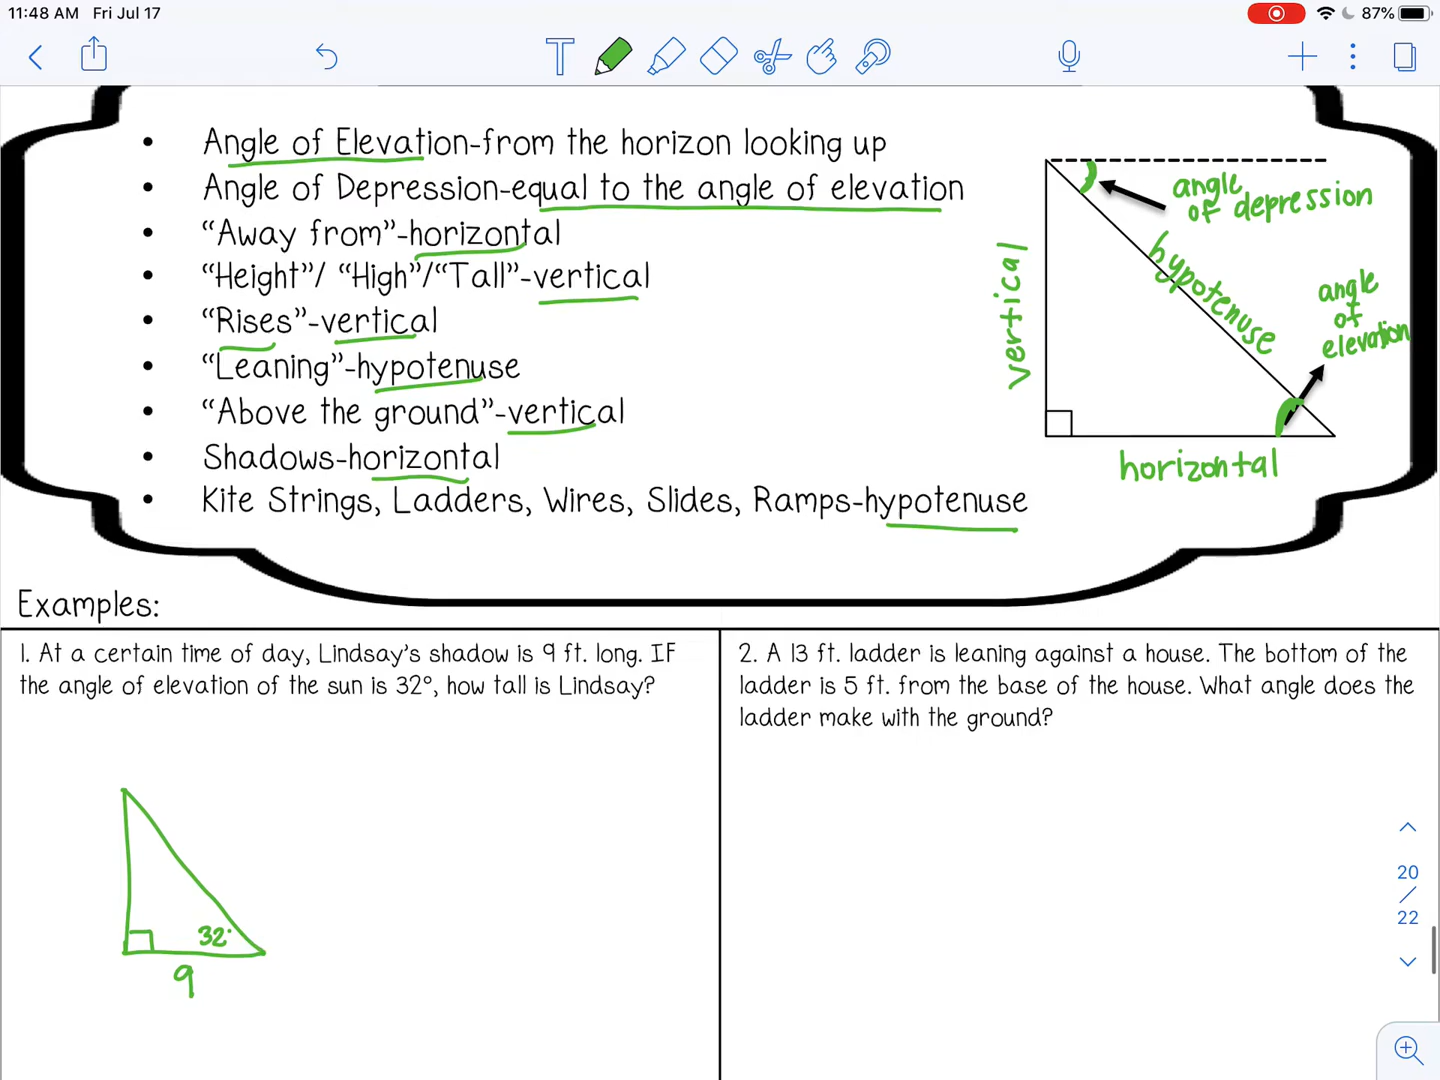 11:48 AM Fri Jul 17
87%
T
• Angle of Elevation-from the horizon looking up
• Angle of Depression-equal to the angle of elevation
• “Away from”-horizontal
• “Height”/ “High”/“Tall”-vertical
• “Rises”-vertical
• “Leaning”-hypotenuse
• “Above the ground”-vertical
• Shadows-horizontal
• Kite Strings, Ladders, Wires, Slides, Ramps-hypotenuse
angle
of depression
vertical
hypotenuse
angle
of
elevation
horizontal
Examples:
1. At a certain time of day, Lindsay’s shadow is 9 ft. long. IF
the angle of elevation of the sun is 32°, how tall is Lindsay?
32°
9
2. A 13 ft. ladder is leaning against a house. The bottom of the
ladder is 5 ft. from the base of the house. What angle does the
ladder make with the ground?
20
/
22